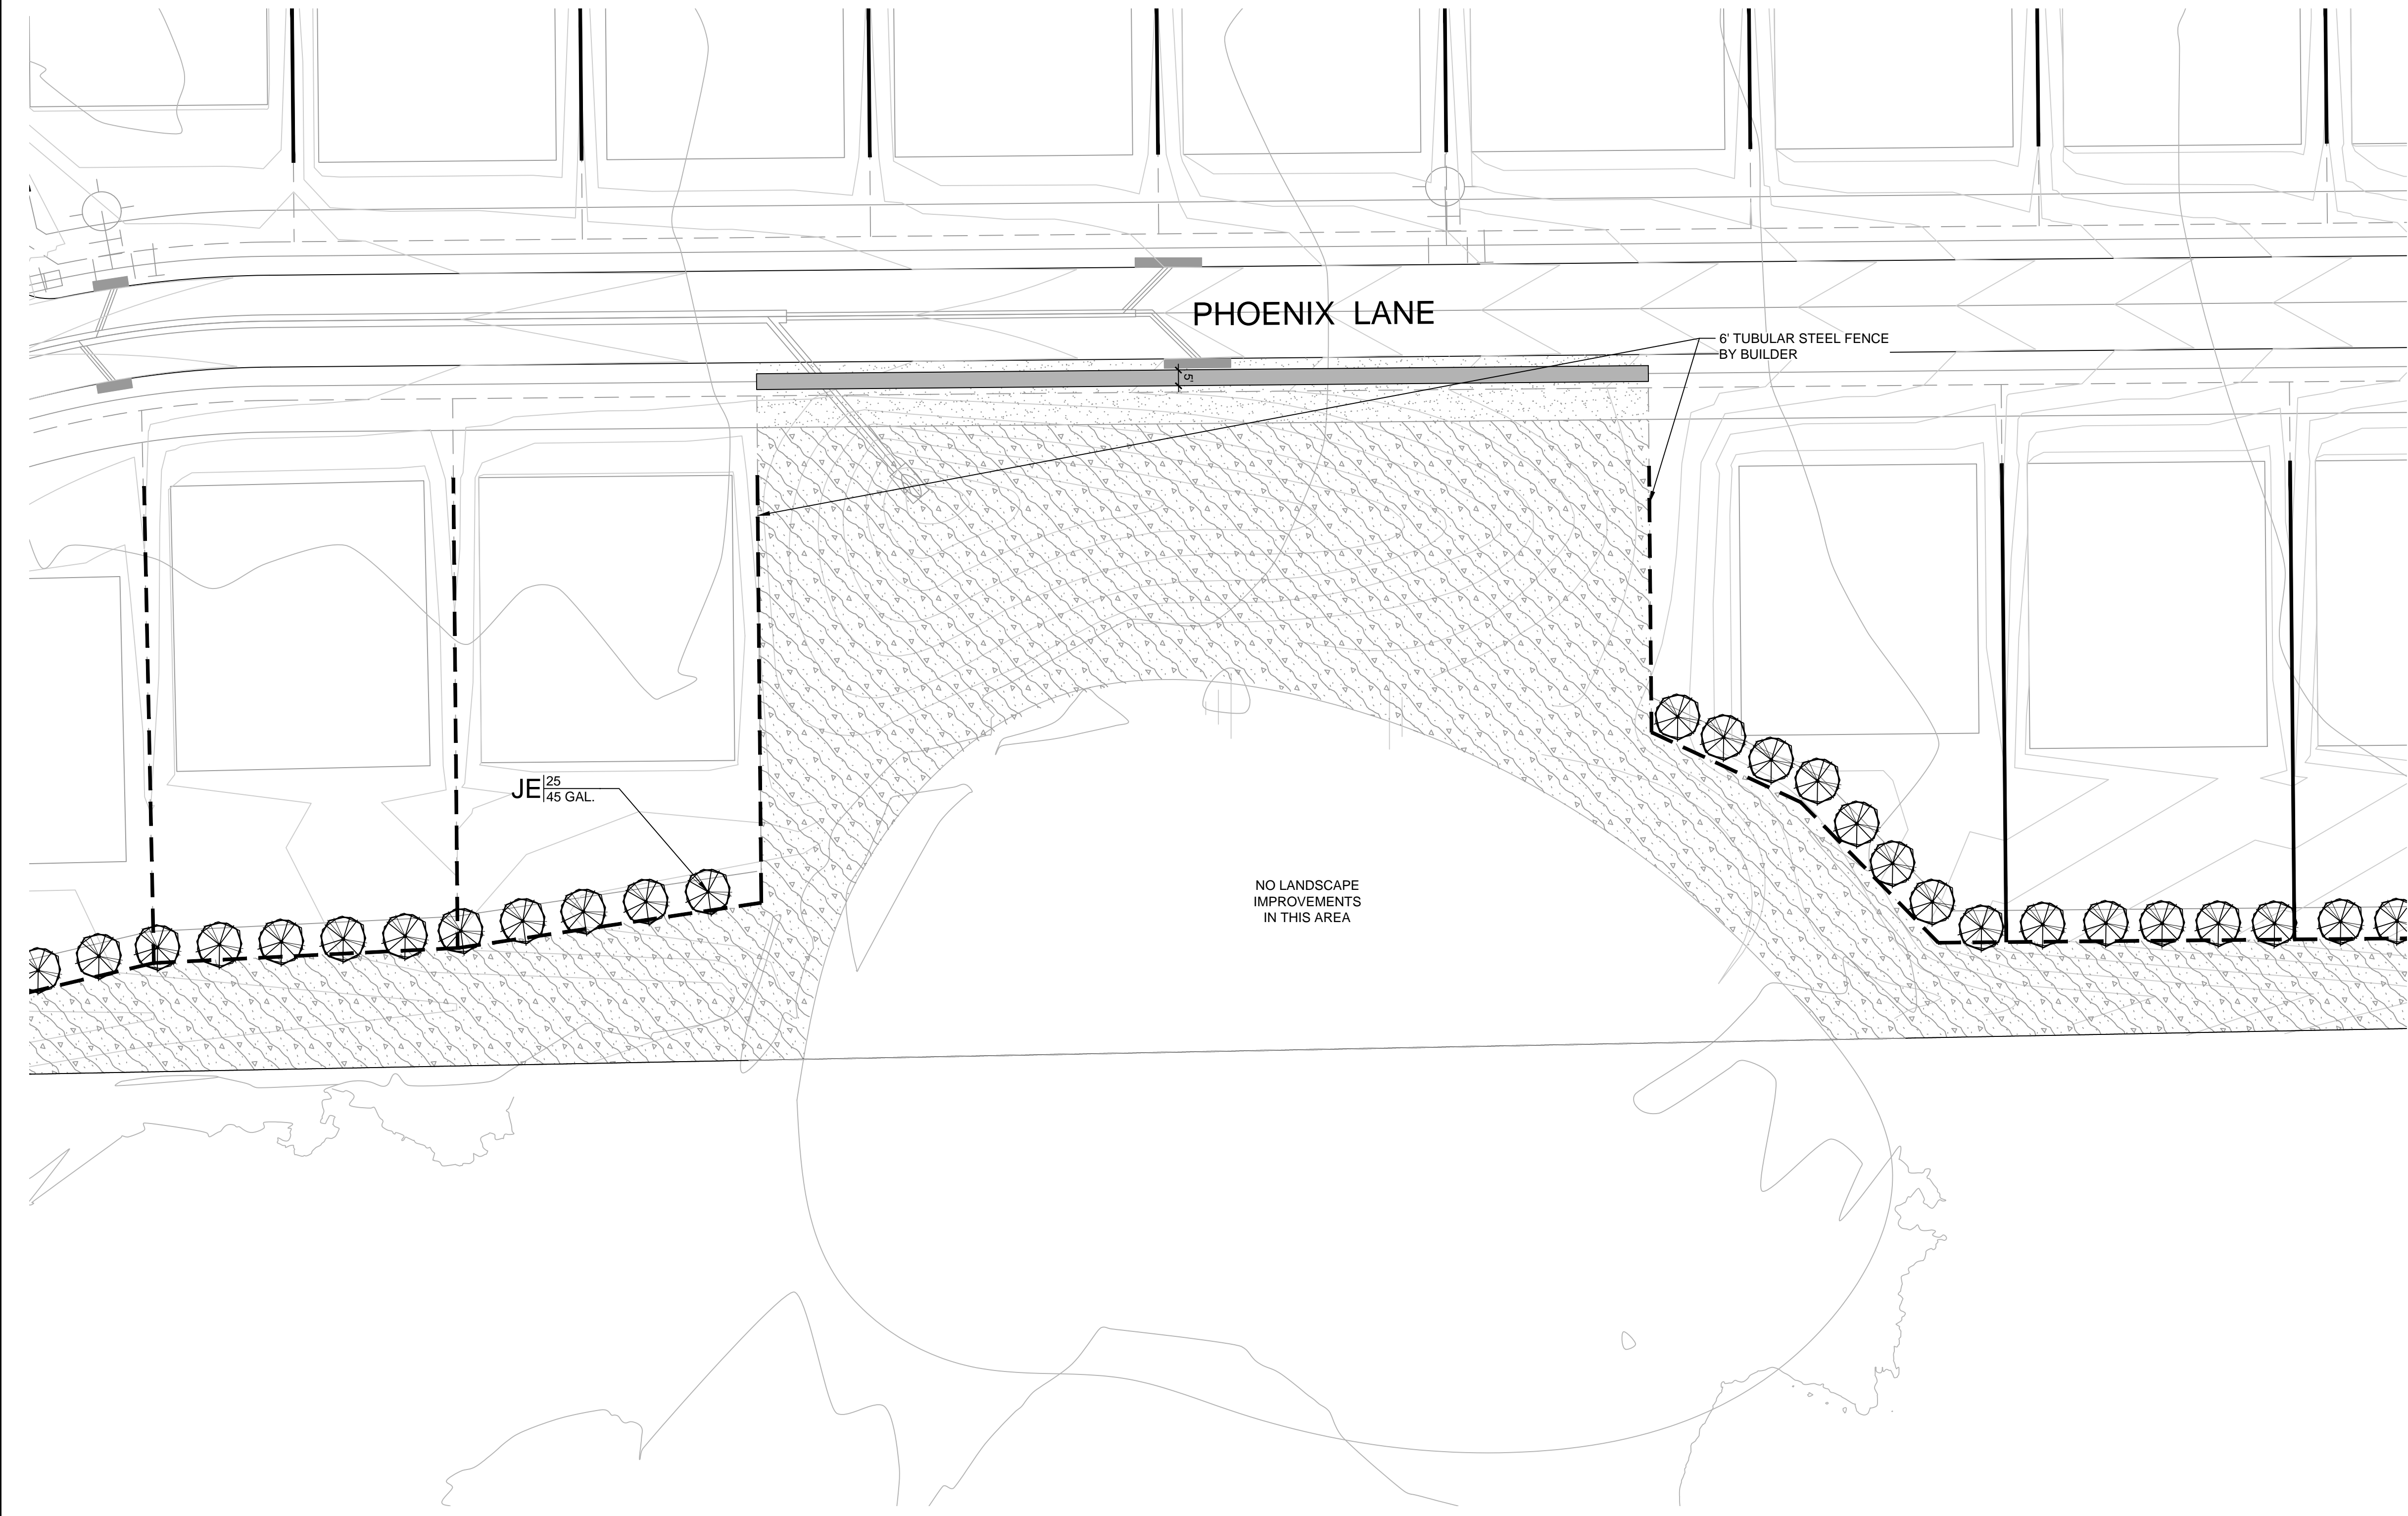 PHOENIX LANE
6' TUBULAR STEEL FENCE
BY BUILDER
5'
JE 25
45 GAL.
NO LANDSCAPE
IMPROVEMENTS
IN THIS AREA